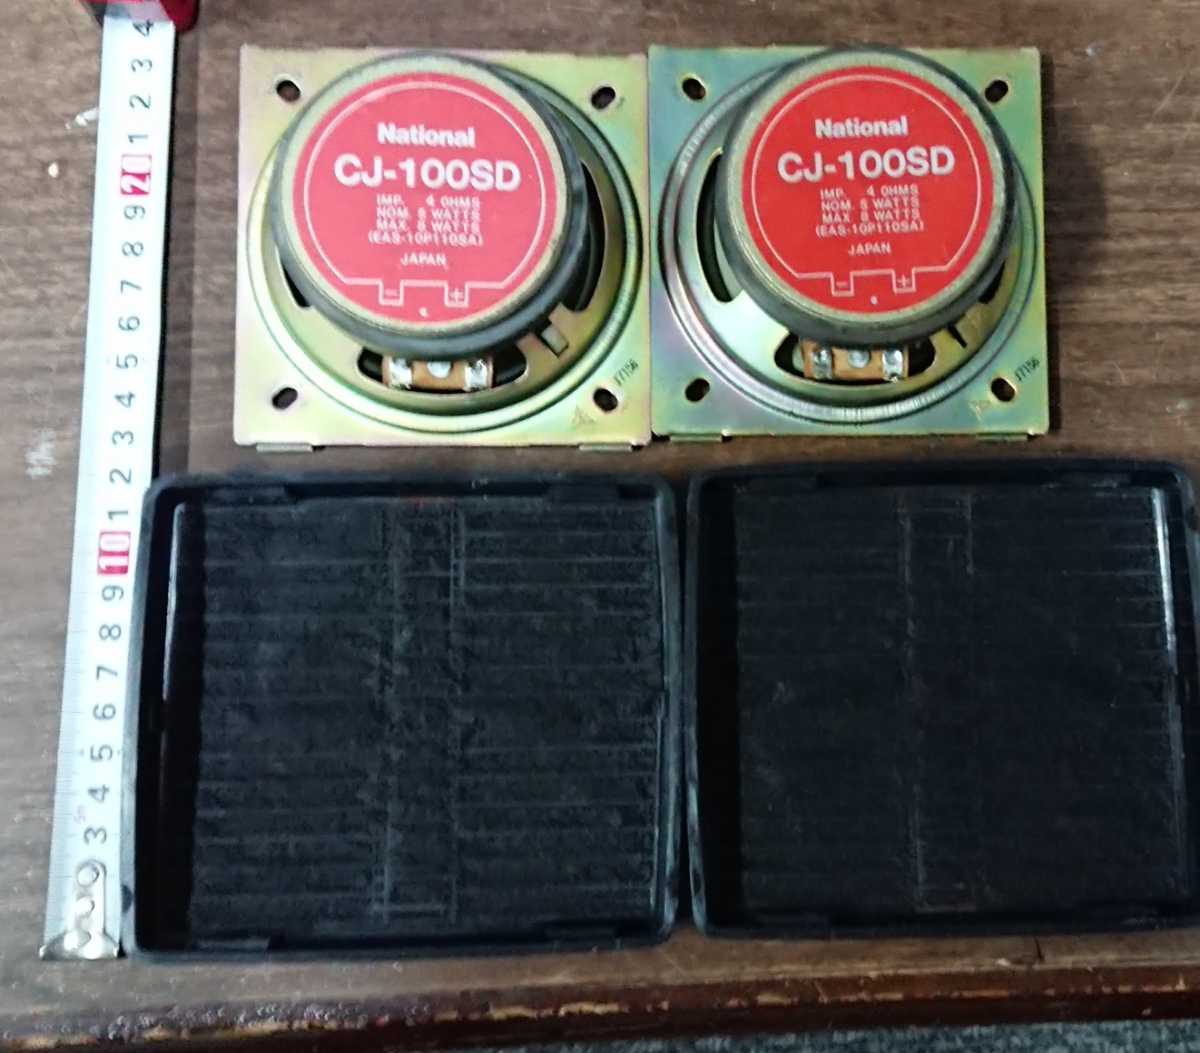 National
CJ-100SD
IMP. 4 OHMS
NOM. 5 WATTS
MAX. 8 WATTS
(EAS-10P110SA)
JAPAN
- +
National
CJ-100SD
IMP. 4 OHMS
NOM. 5 WATTS
MAX. 8 WATTS
(EAS-10P110SA)
JAPAN
- +
4
3
2
1
20
9
8
7
6
5
4
3
2
1
10
9
8
7
6
5
4
3